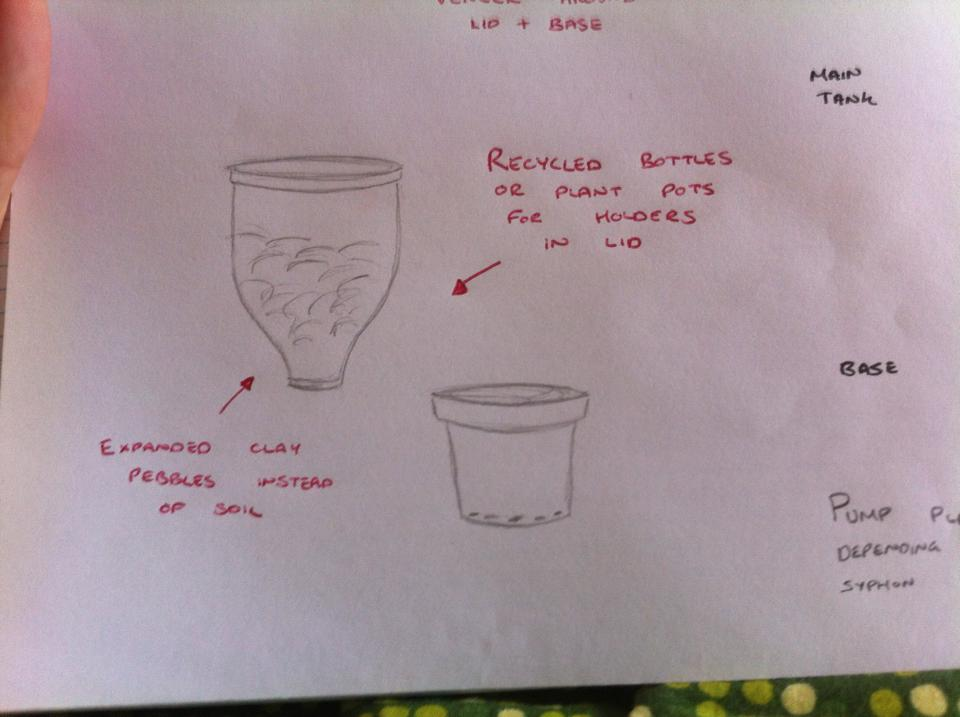 LID + BASE
MAIN
TANK
RECYCLED BOTTLES
OR PLANT POTS
FOR HOLDERS
IN LID
BASE
EXPANDED CLAY
PEBBLES INSTEAD
OF SOIL
PUMP
DEPENDING
SYPHON